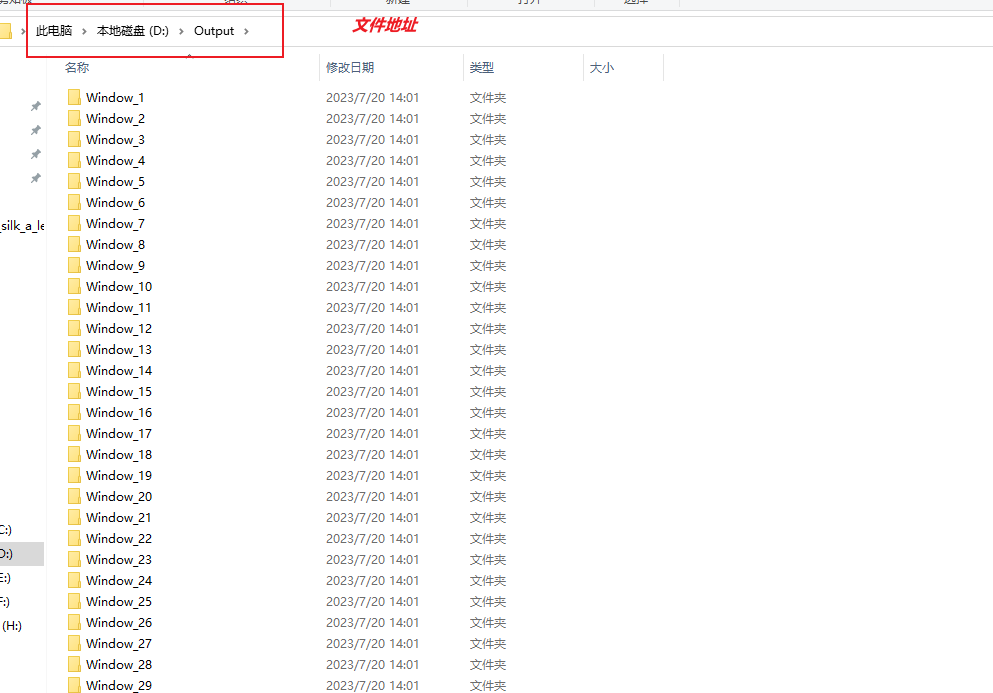 此电脑 › 本地磁盘 (D:) › Output ›
文件地址
名称 修改日期 类型 大小
Window_1 2023/7/20 14:01 文件夹
Window_2 2023/7/20 14:01 文件夹
Window_3 2023/7/20 14:01 文件夹
Window_4 2023/7/20 14:01 文件夹
Window_5 2023/7/20 14:01 文件夹
Window_6 2023/7/20 14:01 文件夹
_silk_a_le
Window_7 2023/7/20 14:01 文件夹
Window_8 2023/7/20 14:01 文件夹
Window_9 2023/7/20 14:01 文件夹
Window_10 2023/7/20 14:01 文件夹
Window_11 2023/7/20 14:01 文件夹
Window_12 2023/7/20 14:01 文件夹
Window_13 2023/7/20 14:01 文件夹
Window_14 2023/7/20 14:01 文件夹
Window_15 2023/7/20 14:01 文件夹
Window_16 2023/7/20 14:01 文件夹
Window_17 2023/7/20 14:01 文件夹
Window_18 2023/7/20 14:01 文件夹
Window_19 2023/7/20 14:01 文件夹
Window_20 2023/7/20 14:01 文件夹
Window_21 2023/7/20 14:01 文件夹
C:)
Window_22 2023/7/20 14:01 文件夹
D:)
Window_23 2023/7/20 14:01 文件夹
E:)
Window_24 2023/7/20 14:01 文件夹
F:)
Window_25 2023/7/20 14:01 文件夹
(H:)
Window_26 2023/7/20 14:01 文件夹
Window_27 2023/7/20 14:01 文件夹
Window_28 2023/7/20 14:01 文件夹
Window_29 2023/7/20 14:01 文件夹